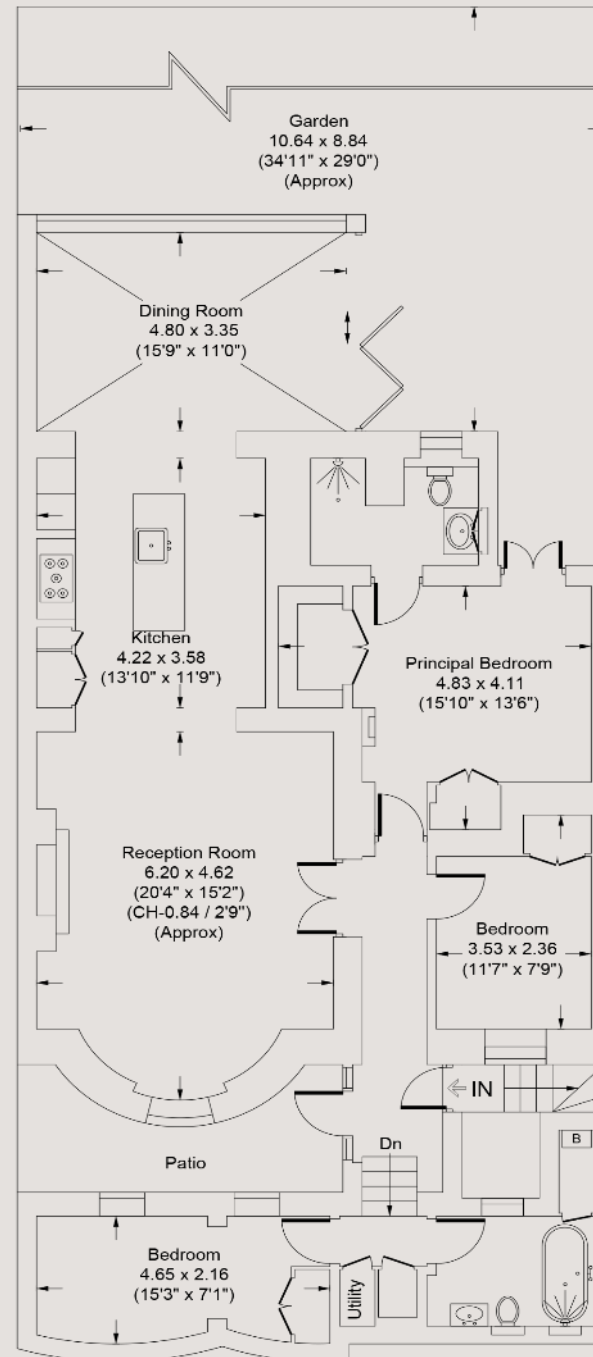 Garden
10.64 x 8.84
(34'11" x 29'0")
(Approx)
Dining Room
4.80 x 3.35
(15'9" x 11'0")
Kitchen
4.22 x 3.58
(13'10" x 11'9")
Principal Bedroom
4.83 x 4.11
(15'10" x 13'6")
Reception Room
6.20 x 4.62
(20'4" x 15'2")
(CH-0.84 / 2'9")
(Approx)
Bedroom
3.53 x 2.36
(11'7" x 7'9")
IN
B
Dn
Patio
Bedroom
4.65 x 2.16
(15'3" x 7'1")
Utility